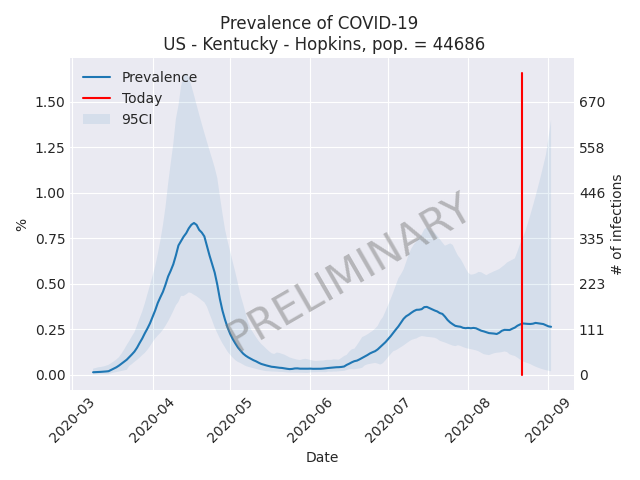 Prevalence of COVID-19
US - Kentucky - Hopkins, pop. = 44686
Prevalence
Today
95CI
1.50
1.25
1.00
0.75
0.50
0.25
0.00
%
670
558
446
335
223
111
0
# of infections
PRELIMINARY
2020-03
2020-04
2020-05
2020-06
2020-07
2020-08
2020-09
Date